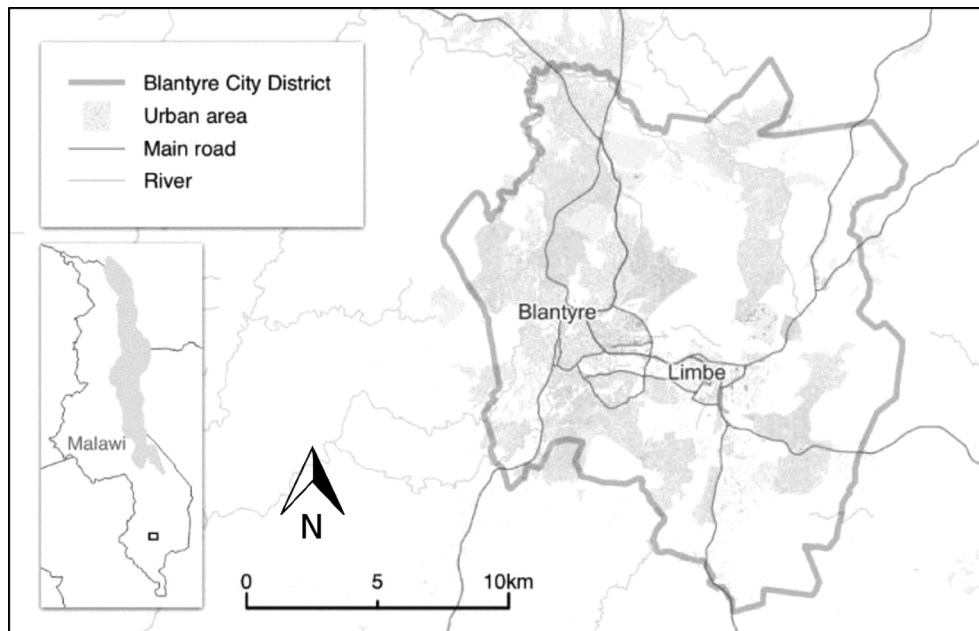 Blantyre City District
Urban area
Main road
River
Malawi
Blantyre
Limbe
N
0 5 10km